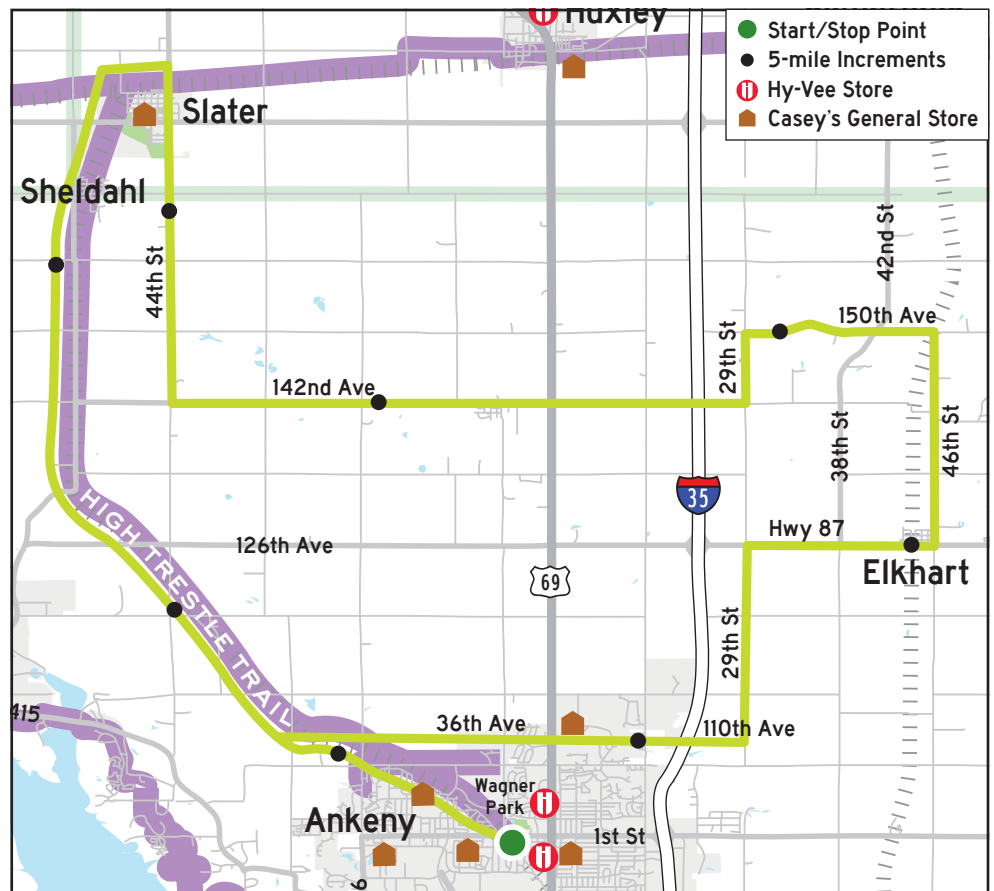 Huxley
Start/Stop Point
5-mile Increments
Hy-Vee Store
Casey's General Store
Slater
Sheldahl
44th St
42nd St
150th Ave
29th St
142nd Ave
38th St
46th St
35
HIGH TRESTLE TRAIL
126th Ave
Hwy 87
Elkhart
69
29th St
415
36th Ave
110th Ave
Wagner
Park
Ankeny
1st St